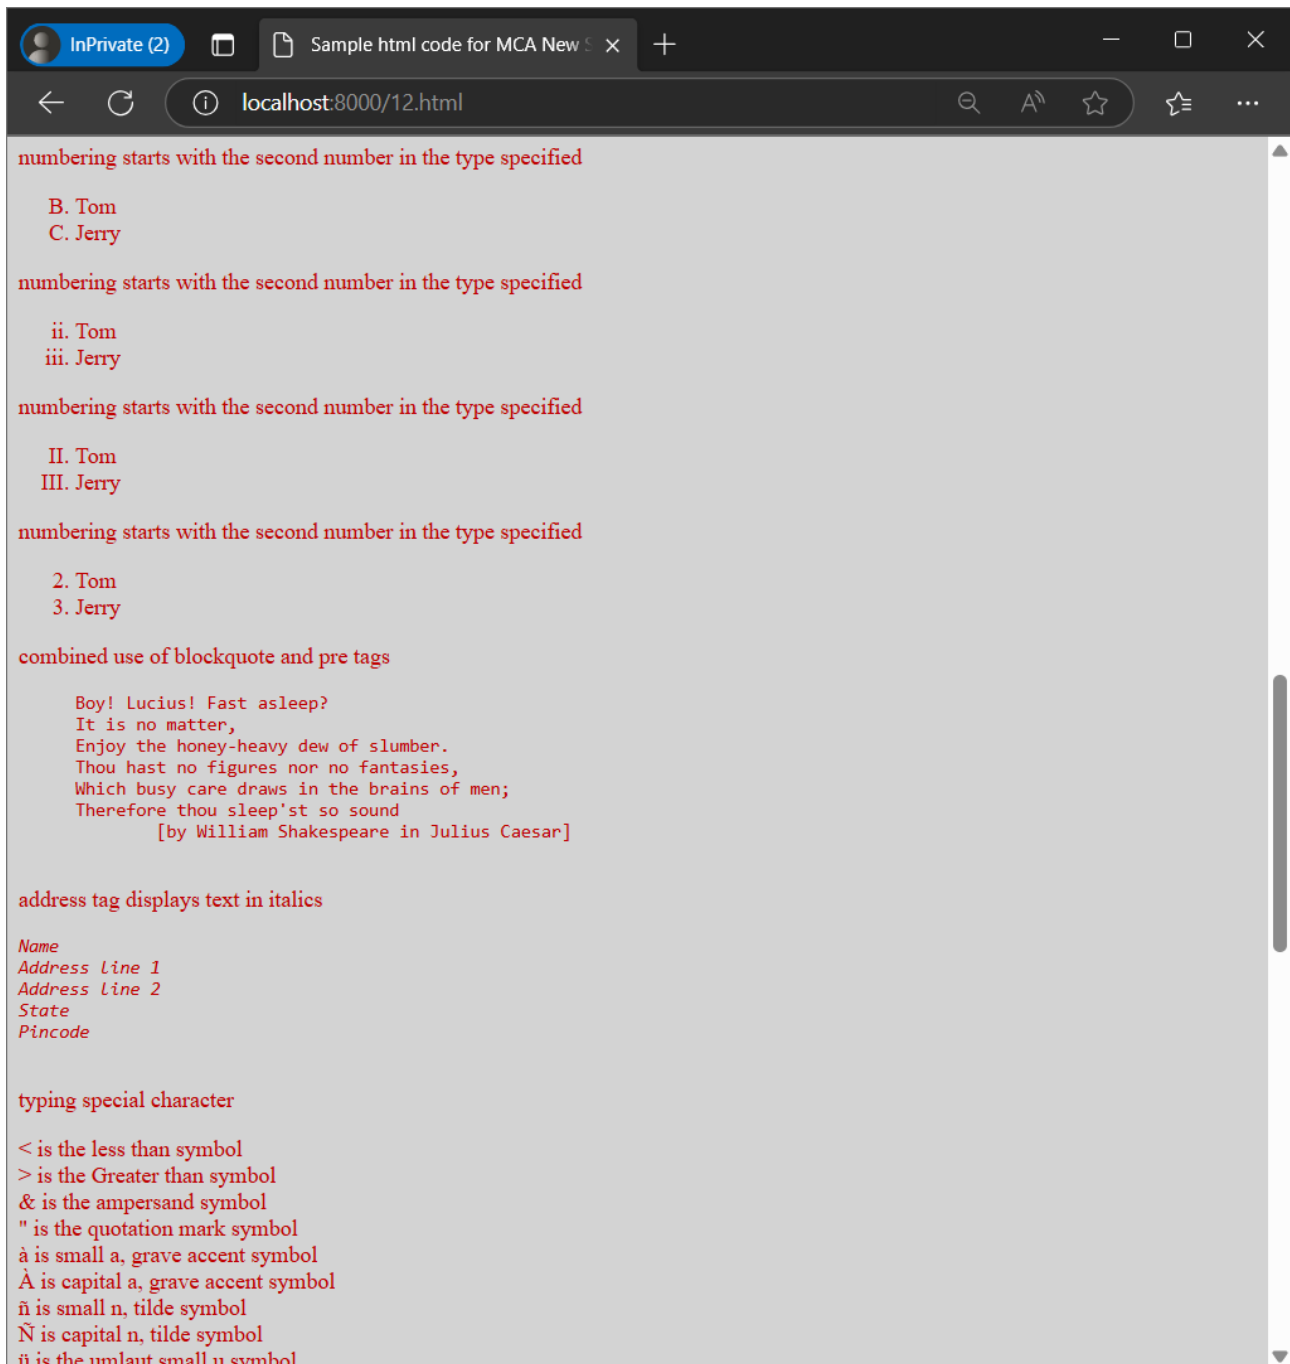 InPrivate (2)
Sample html code for MCA New S
localhost:8000/12.html
numbering starts with the second number in the type specified
B. Tom
C. Jerry
numbering starts with the second number in the type specified
ii. Tom
iii. Jerry
numbering starts with the second number in the type specified
II. Tom
III. Jerry
numbering starts with the second number in the type specified
2. Tom
3. Jerry
combined use of blockquote and pre tags
Boy! Lucius! Fast asleep?
It is no matter,
Enjoy the honey-heavy dew of slumber.
Thou hast no figures nor no fantasies,
Which busy care draws in the brains of men;
Therefore thou sleep'st so sound
[by William Shakespeare in Julius Caesar]
address tag displays text in italics
Name
Address line 1
Address line 2
State
Pincode
typing special character
< is the less than symbol
> is the Greater than symbol
& is the ampersand symbol
" is the quotation mark symbol
à is small a, grave accent symbol
À is capital a, grave accent symbol
ñ is small n, tilde symbol
Ñ is capital n, tilde symbol
ü is the umlaut small u symbol